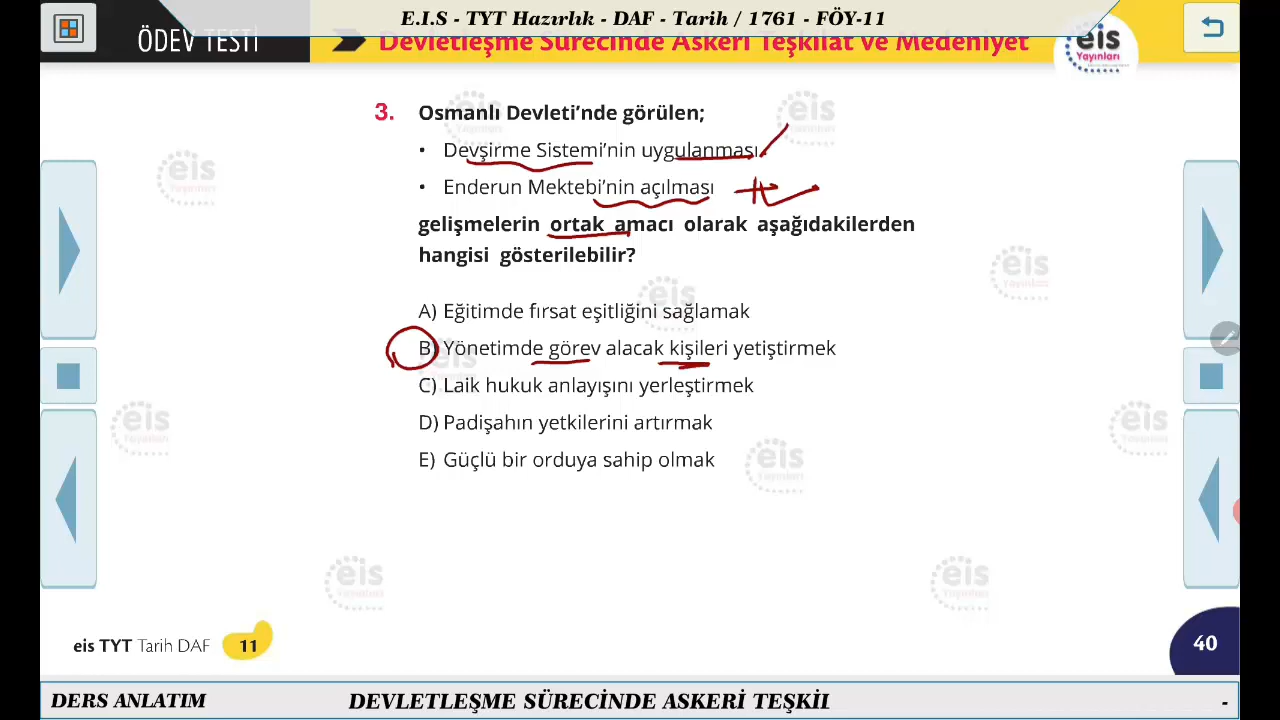 E.I.S - TYT Hazırlık - DAF - Tarih / 1761 - FÖY-11
ÖDEV TESTİ
Devletleşme Sürecinde Askeri Teşkilat ve Medeniyet
eis
Yayınları
3. Osmanlı Devleti'nde görülen;
• Devşirme Sistemi'nin uygulanması
• Enderun Mektebi'nin açılması
gelişmelerin ortak amacı olarak aşağıdakilerden
hangisi gösterilebilir?
A) Eğitimde fırsat eşitliğini sağlamak
B) Yönetimde görev alacak kişileri yetiştirmek
C) Laik hukuk anlayışını yerleştirmek
D) Padişahın yetkilerini artırmak
E) Güçlü bir orduya sahip olmak
eis TYT Tarih DAF 11
40
DERS ANLATIM DEVLETLEŞME SÜRECİNDE ASKERİ TEŞKİI -